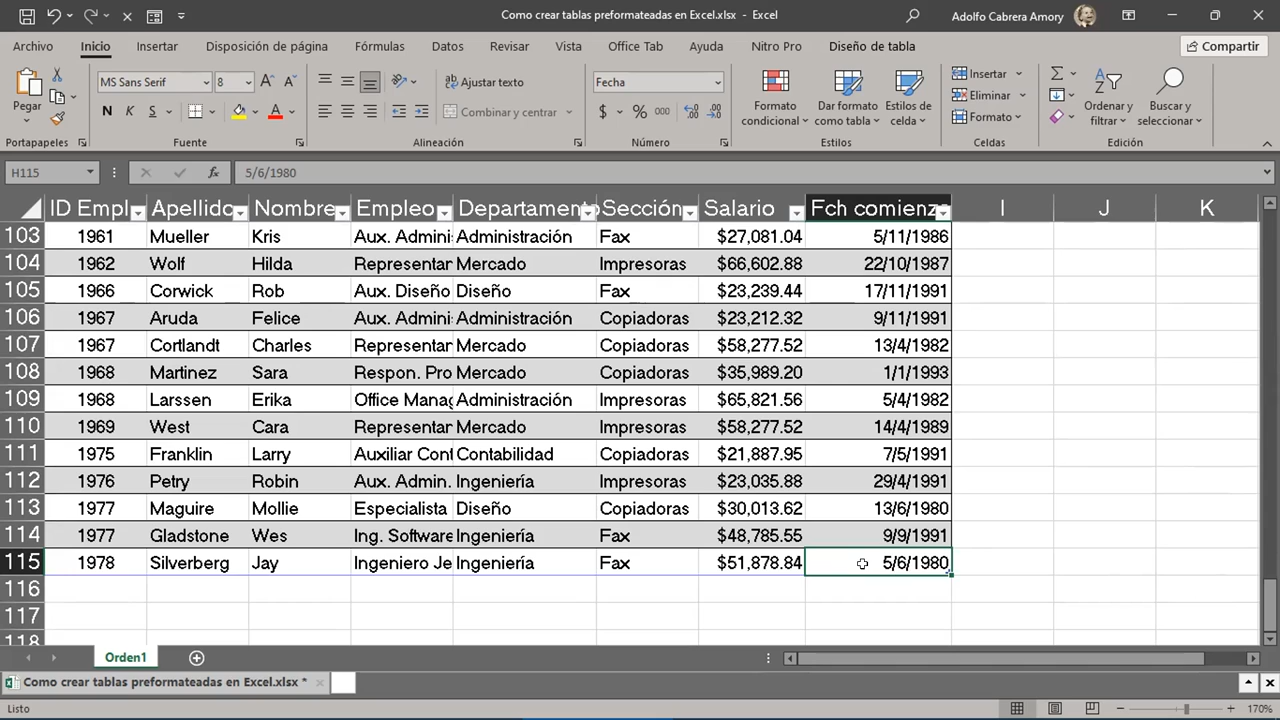 Como crear tablas preformateadas en Excel.xlsx - Excel
Adolfo Cabrera Amory
Archivo Inicio Insertar Disposición de página Fórmulas Datos Revisar Vista Office Tab Ayuda Nitro Pro Diseño de tabla Compartir
Pegar
MS Sans Serif 8
N K S
Ajustar texto
Combinar y centrar
Fecha
$ % 000
Formato condicional
Dar formato como tabla
Estilos de celda
Insertar
Eliminar
Formato
Ordenar y filtrar
Buscar y seleccionar
Portapapeles Fuente Alineación Número Estilos Celdas Edición
H115 fx 5/6/1980
ID Empl Apellido Nombre Empleo Departamento Sección Salario Fch comienz I J K
103 1961 Mueller Kris Aux. Admini Administración Fax $27,081.04 5/11/1986
104 1962 Wolf Hilda Representar Mercado Impresoras $66,602.88 22/10/1987
105 1966 Corwick Rob Aux. Diseño Diseño Fax $23,239.44 17/11/1991
106 1967 Aruda Felice Aux. Admini Administración Copiadoras $23,212.32 9/11/1991
107 1967 Cortlandt Charles Representar Mercado Copiadoras $58,277.52 13/4/1982
108 1968 Martinez Sara Respon. Pro Mercado Copiadoras $35,989.20 1/1/1993
109 1968 Larssen Erika Office Manag Administración Impresoras $65,821.56 5/4/1982
110 1969 West Cara Representar Mercado Impresoras $58,277.52 14/4/1989
111 1975 Franklin Larry Auxiliar Cont Contabilidad Copiadoras $21,887.95 7/5/1991
112 1976 Petry Robin Aux. Admin. Ingeniería Impresoras $23,035.88 29/4/1991
113 1977 Maguire Mollie Especialista Diseño Copiadoras $30,013.62 13/6/1980
114 1977 Gladstone Wes Ing. Software Ingeniería Fax $48,785.55 9/9/1991
115 1978 Silverberg Jay Ingeniero Je Ingeniería Fax $51,878.84 5/6/1980
116
117
118
Orden1
Como crear tablas preformateadas en Excel.xlsx *
Listo 170%